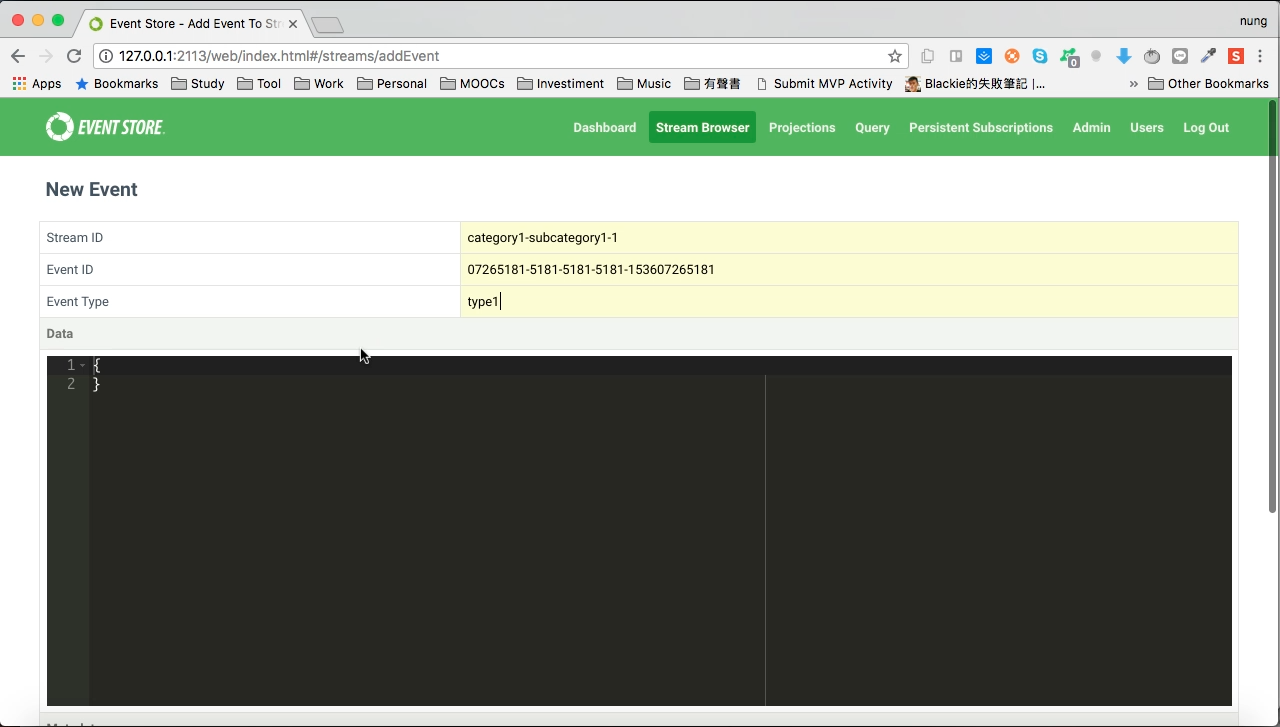 Event Store - Add Event To Str
nung
127.0.0.1:2113/web/index.html#/streams/addEvent
0
S
Apps Bookmarks Study Tool Work Personal MOOCs Investiment Music 有聲書 Submit MVP Activity Blackie的失敗筆記 |... » Other Bookmarks
EVENT STORE
Dashboard Stream Browser Projections Query Persistent Subscriptions Admin Users Log Out
New Event
Stream ID category1-subcategory1-1
Event ID 07265181-5181-5181-5181-153607265181
Event Type type1
Data
1 {
2 }